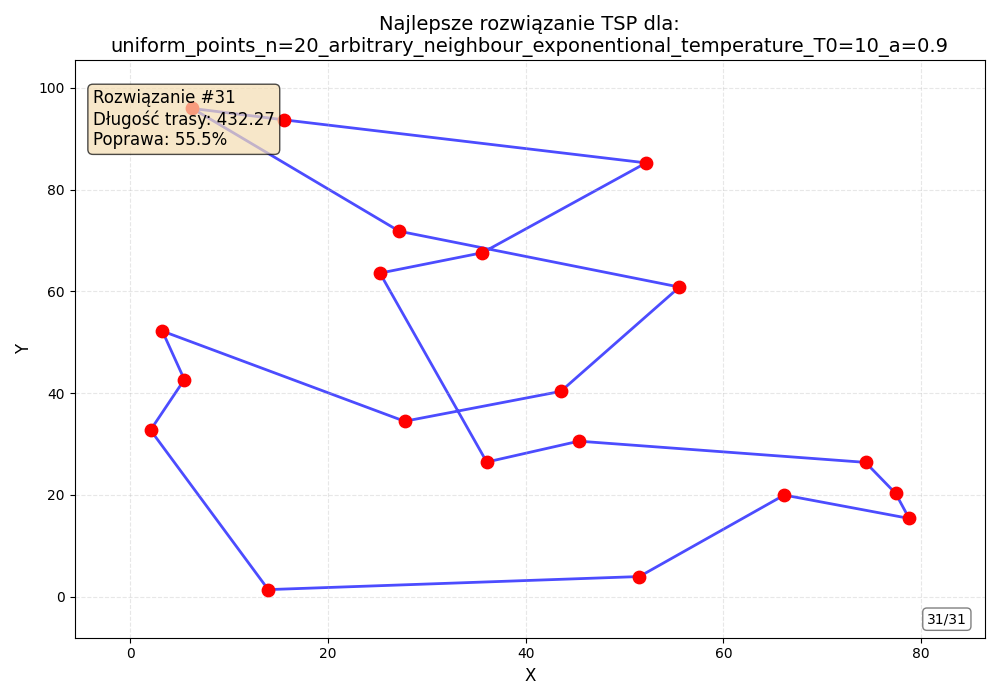 Najlepsze rozwiązanie TSP dla:
uniform_points_n=20_arbitrary_neighbour_exponentional_temperature_T0=10_a=0.9
Rozwiązanie #31
Długość trasy: 432.27
Poprawa: 55.5%
100
80
60
40
20
0
Y
0
20
40
60
80
X
31/31